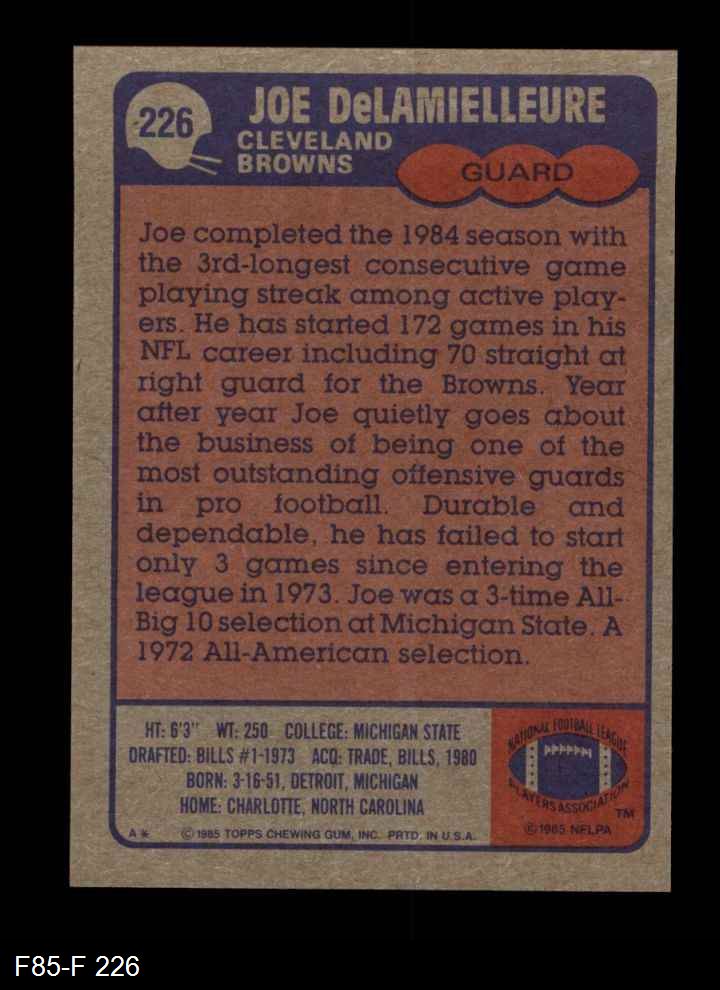 226
JOE DeLAMIELLEURE
CLEVELAND
BROWNS
GUARD
Joe completed the 1984 season with
the 3rd-longest consecutive game
playing streak among active play-
ers. He has started 172 games in his
NFL career including 70 straight at
right guard for the Browns. Year
after year Joe quietly goes about
the business of being one of the
most outstanding offensive guards
in pro football. Durable and
dependable, he has failed to start
only 3 games since entering the
league in 1973. Joe was a 3-time All-
Big 10 selection at Michigan State. A
1972 All-American selection.
HT: 6'3" WT: 250 COLLEGE: MICHIGAN STATE
DRAFTED: BILLS #1-1973 ACQ: TRADE, BILLS, 1980
BORN: 3-16-51, DETROIT, MICHIGAN
HOME: CHARLOTTE, NORTH CAROLINA
A* © 1985 TOPPS CHEWING GUM, INC. PRTD. IN U.S.A.
NATIONAL FOOTBALL LEAGUE
PLAYERS ASSOCIATION
TM
© 1985 NFLPA
F85-F 226